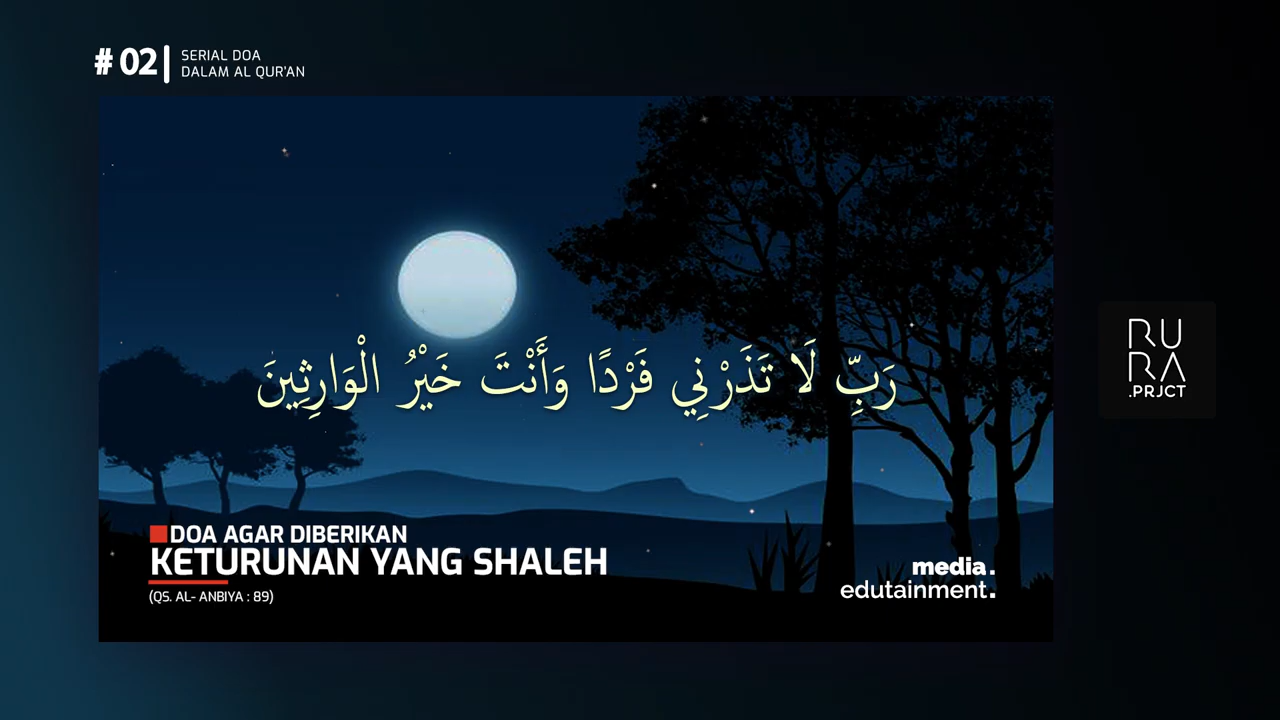 # 02
SERIAL DOA
DALAM AL QUR'AN
رَبِّ لَا تَذَرْنِي فَرْدًا وَأَنْتَ خَيْرُ الْوَارِثِينَ
DOA AGAR DIBERIKAN
KETURUNAN YANG SHALEH
(QS. AL- ANBIYA : 89)
media.
edutainment.
RU
RA
.PRJCT